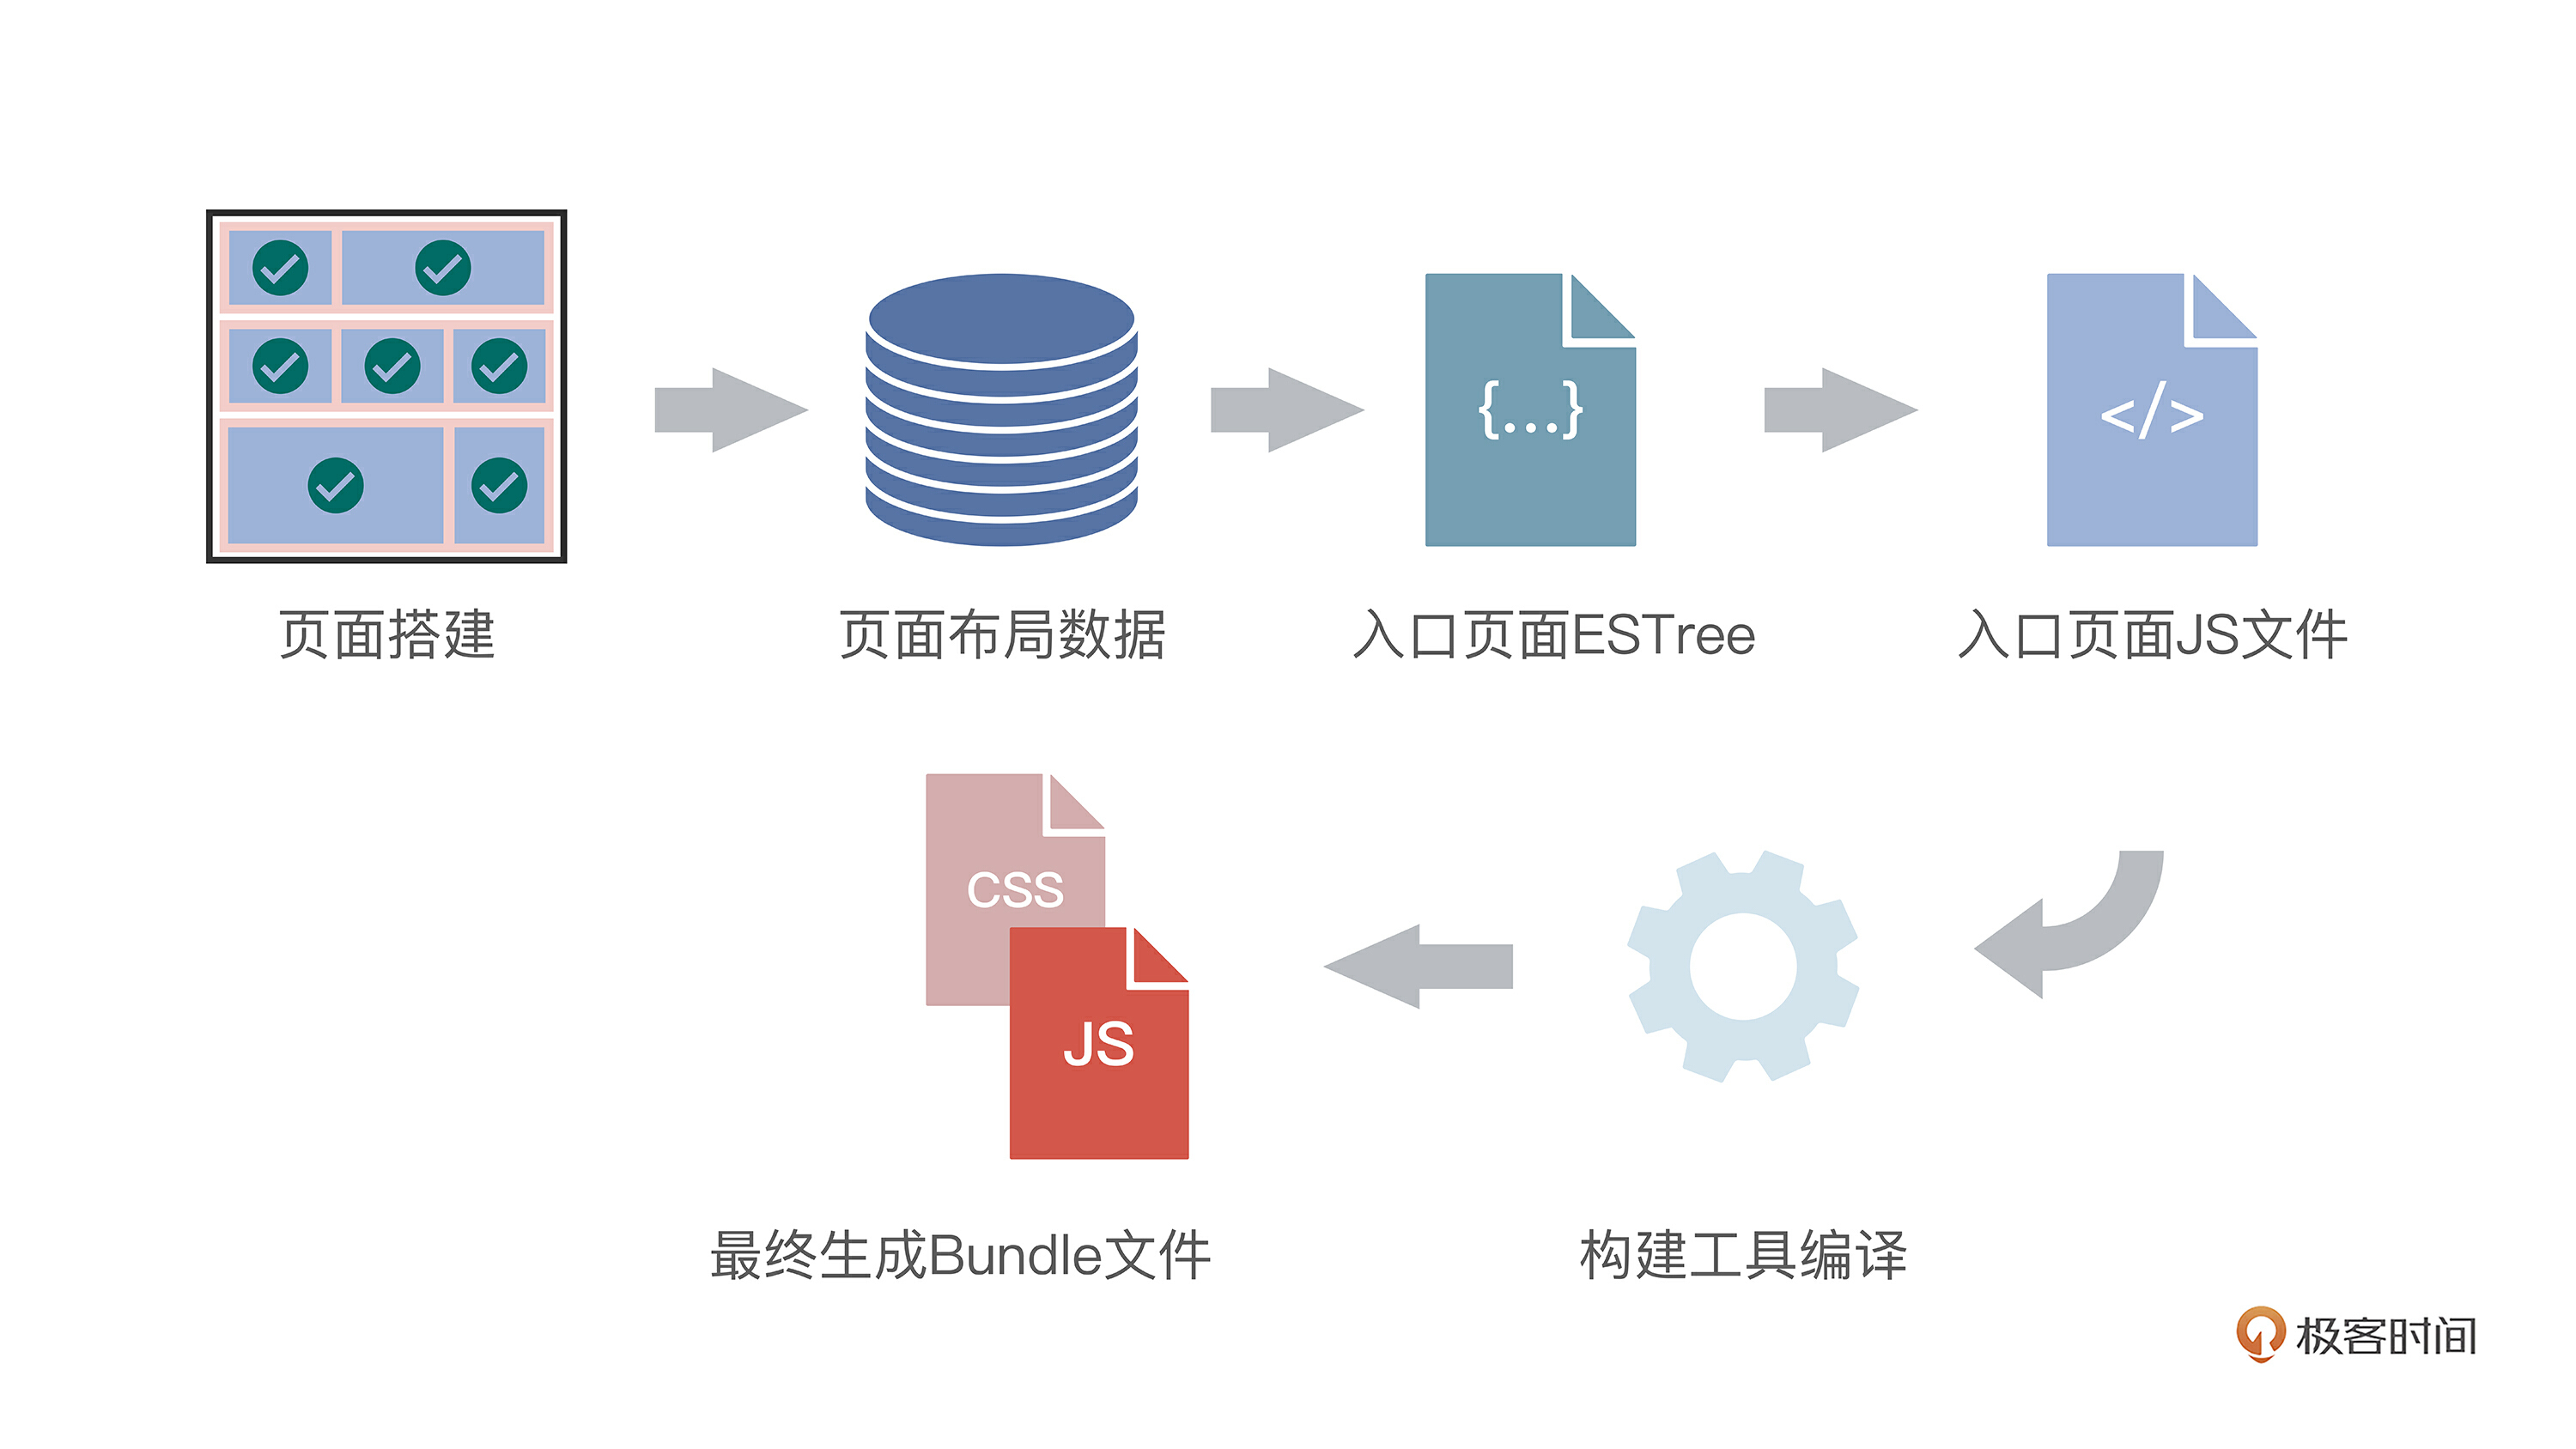 页面搭建
页面布局数据
{...}
入口页面ESTree
</>
入口页面JS文件
CSS
JS
最终生成Bundle文件
构建工具编译
极客时间